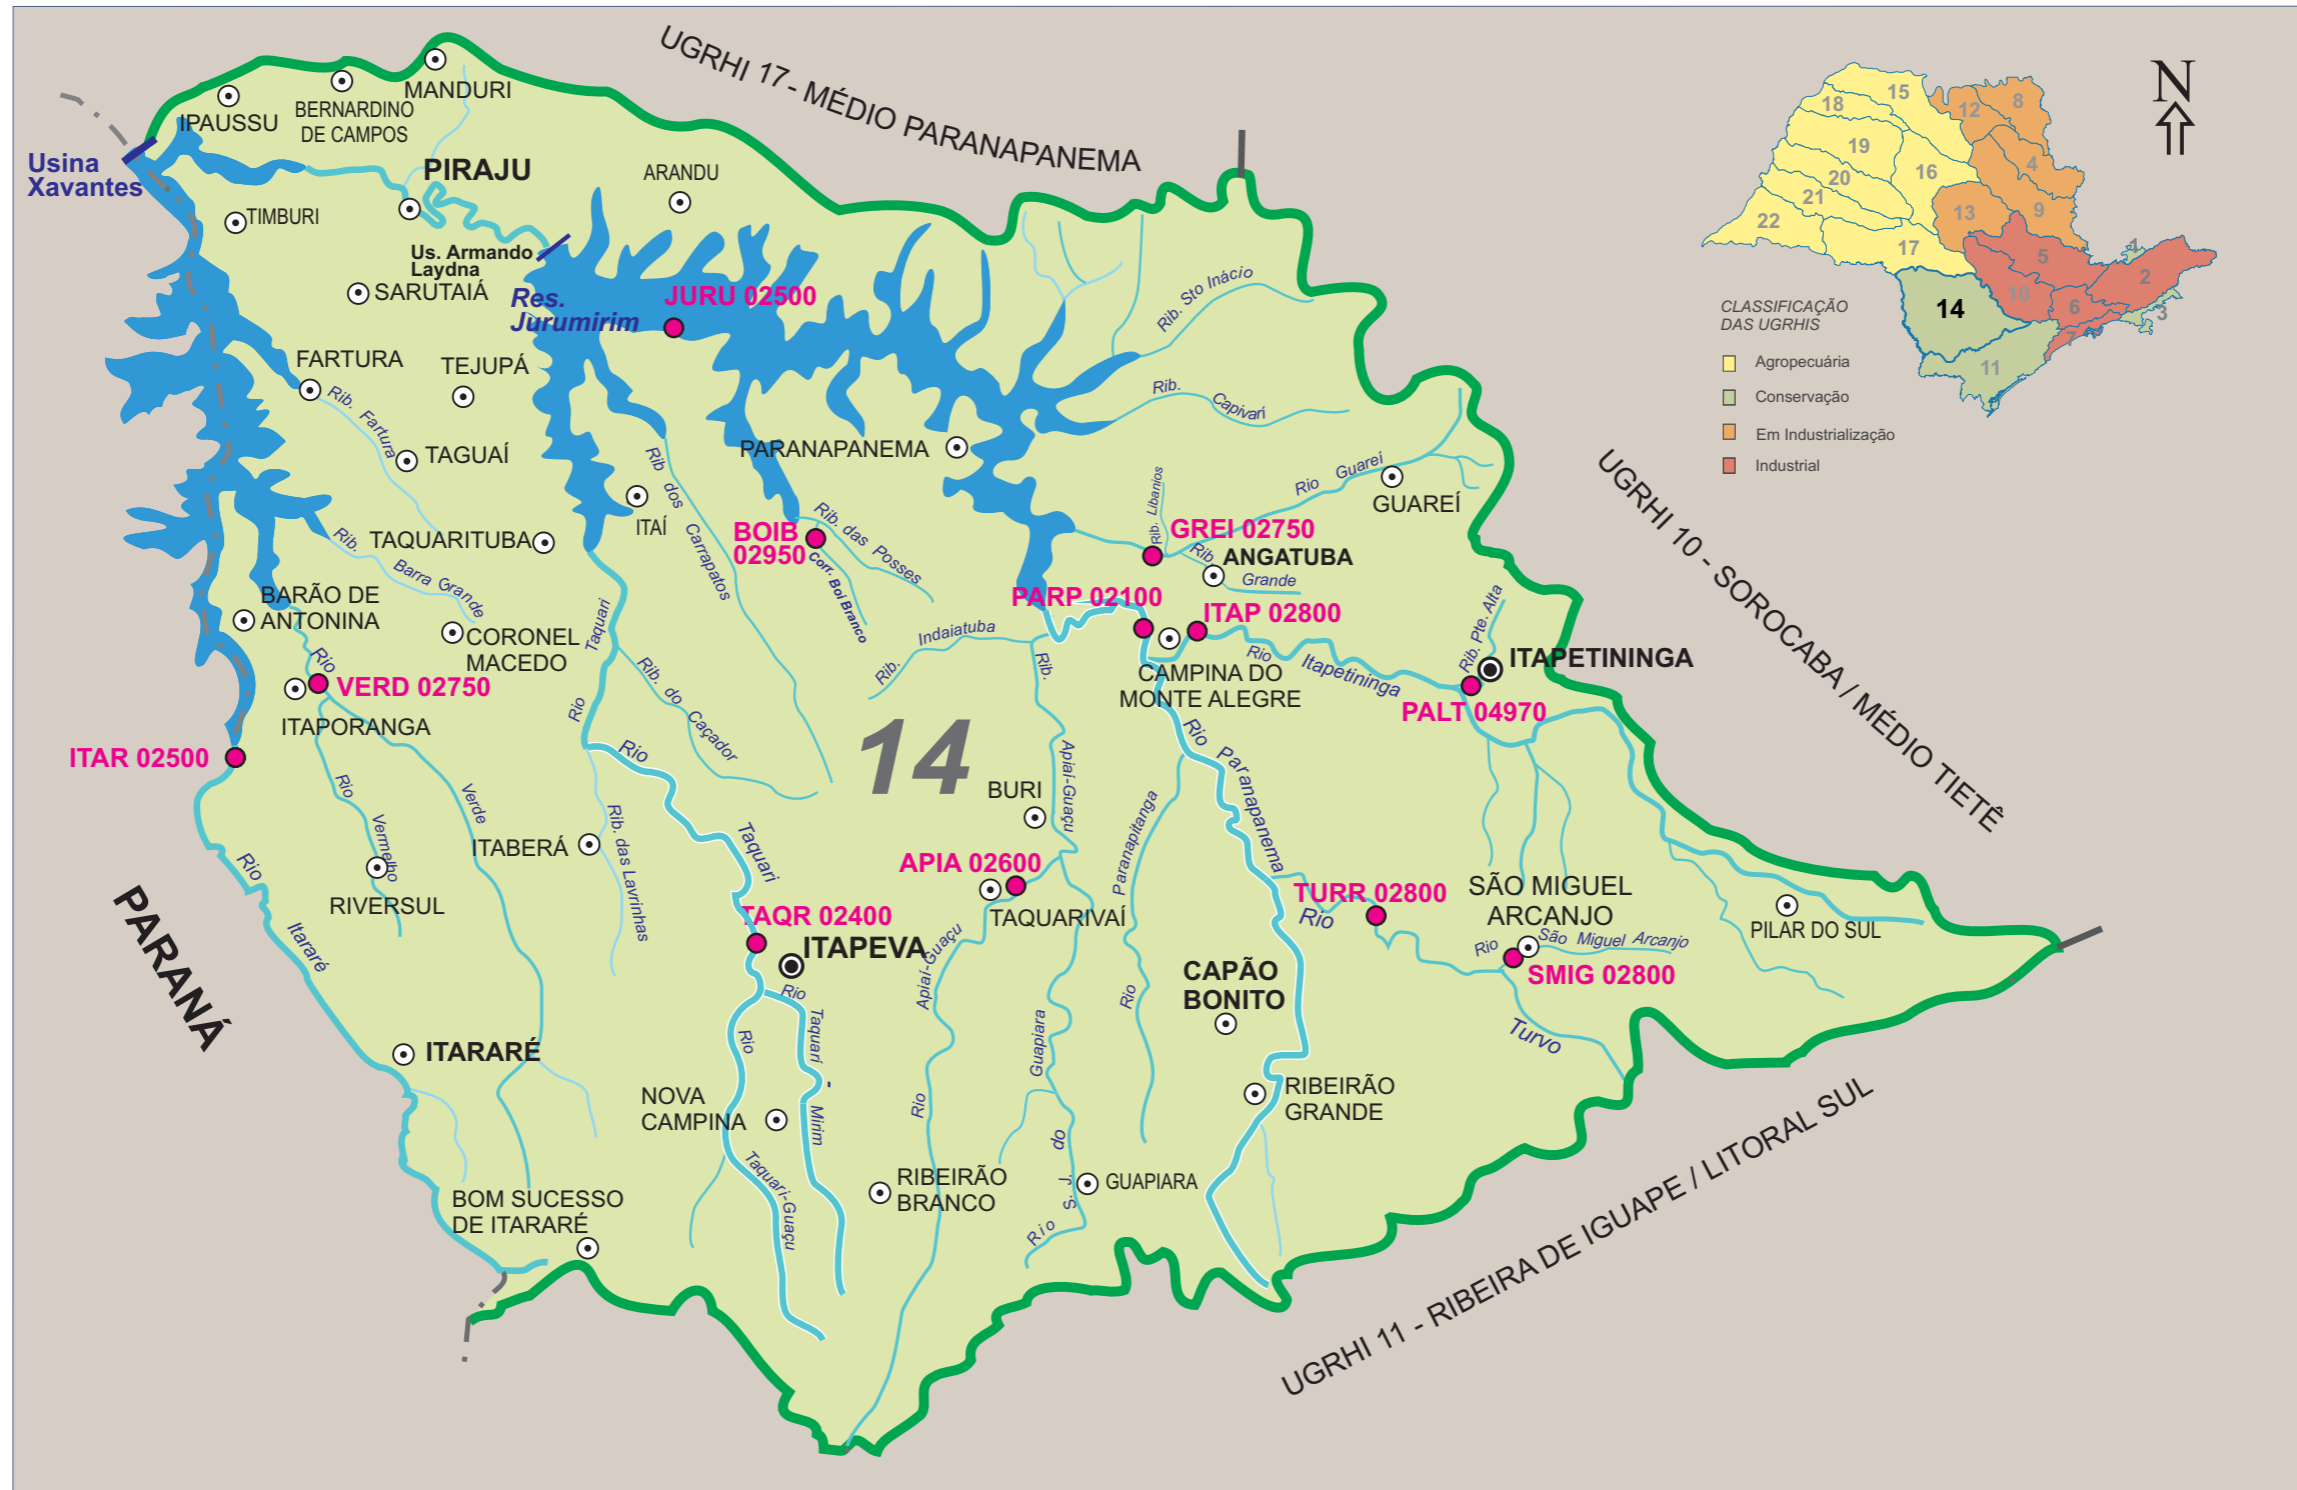 UGRHI 17- MÉDIO PARANAPANEMA
MANDURI
BERNARDINO
DE CAMPOS
IPAUSSU
Usina
Xavantes
PIRAJU
ARANDU
TIMBURI
Us. Armando
Laydna
SARUTAIÁ
Res.
Jurumirim
JURU 02500
Rib. Sto Inácio
FARTURA
TEJUPÁ
Rib. Fartura
TAGUAÍ
Rib. Capivari
PARANAPANEMA
Rib dos Carrapatos
ITAÍ
Rio Guareí
GUAREÍ
Rib. Libanios
TAQUARITUBA
BOIB
02950
Rib. das Posses
Corr. Boi Branco
GREI 02750
Rib. Grande
ANGATUBA
Rib. Barra Grande
BARÃO DE
ANTONINA
CORONEL
MACEDO
PARP 02100
ITAP 02800
Rib. Indaiatuba
CAMPINA DO
MONTE ALEGRE
Rio Itapetininga
Rib. Pte. Alta
ITAPETININGA
PALT 04970
Rio Verde
VERD 02750
ITAPORANGA
Rio Taquari
Rib. do Caçador
ITAR 02500
14
Rio Vermelho
RIVERSUL
Rio Taquari
ITABERÁ
Rib. das Lavrinhas
BURI
Rib. Apiaí-Guaçu
Rio Paranapitanga
Rio Paranapanema
APIA 02600
TAQUARIVAÍ
TAQR 02400
ITAPEVA
TURR 02800
Rio Turvo
SÃO MIGUEL
ARCANJO
Rio São Miguel Arcanjo
SMIG 02800
PILAR DO SUL
Rio Itararé
PARANÁ
ITARARÉ
CAPÃO
BONITO
Rio Taquari - Mirim
Rio Taquari-Guaçu
NOVA
CAMPINA
Rio Apiaí-Guaçu
Rio S. J. do Guapiara
RIBEIRÃO
GRANDE
RIBEIRÃO
BRANCO
GUAPIARA
BOM SUCESSO
DE ITARARÉ
UGRHI 10 - SOROCABA / MÉDIO TIETÊ
UGRHI 11 - RIBEIRA DE IGUAPE / LITORAL SUL
N
15
18
12
8
19
4
16
20
21
13
9
22
17
5
1
2
10
6
3
14
7
11
CLASSIFICAÇÃO
DAS UGRHIS
Agropecuária
Conservação
Em Industrialização
Industrial